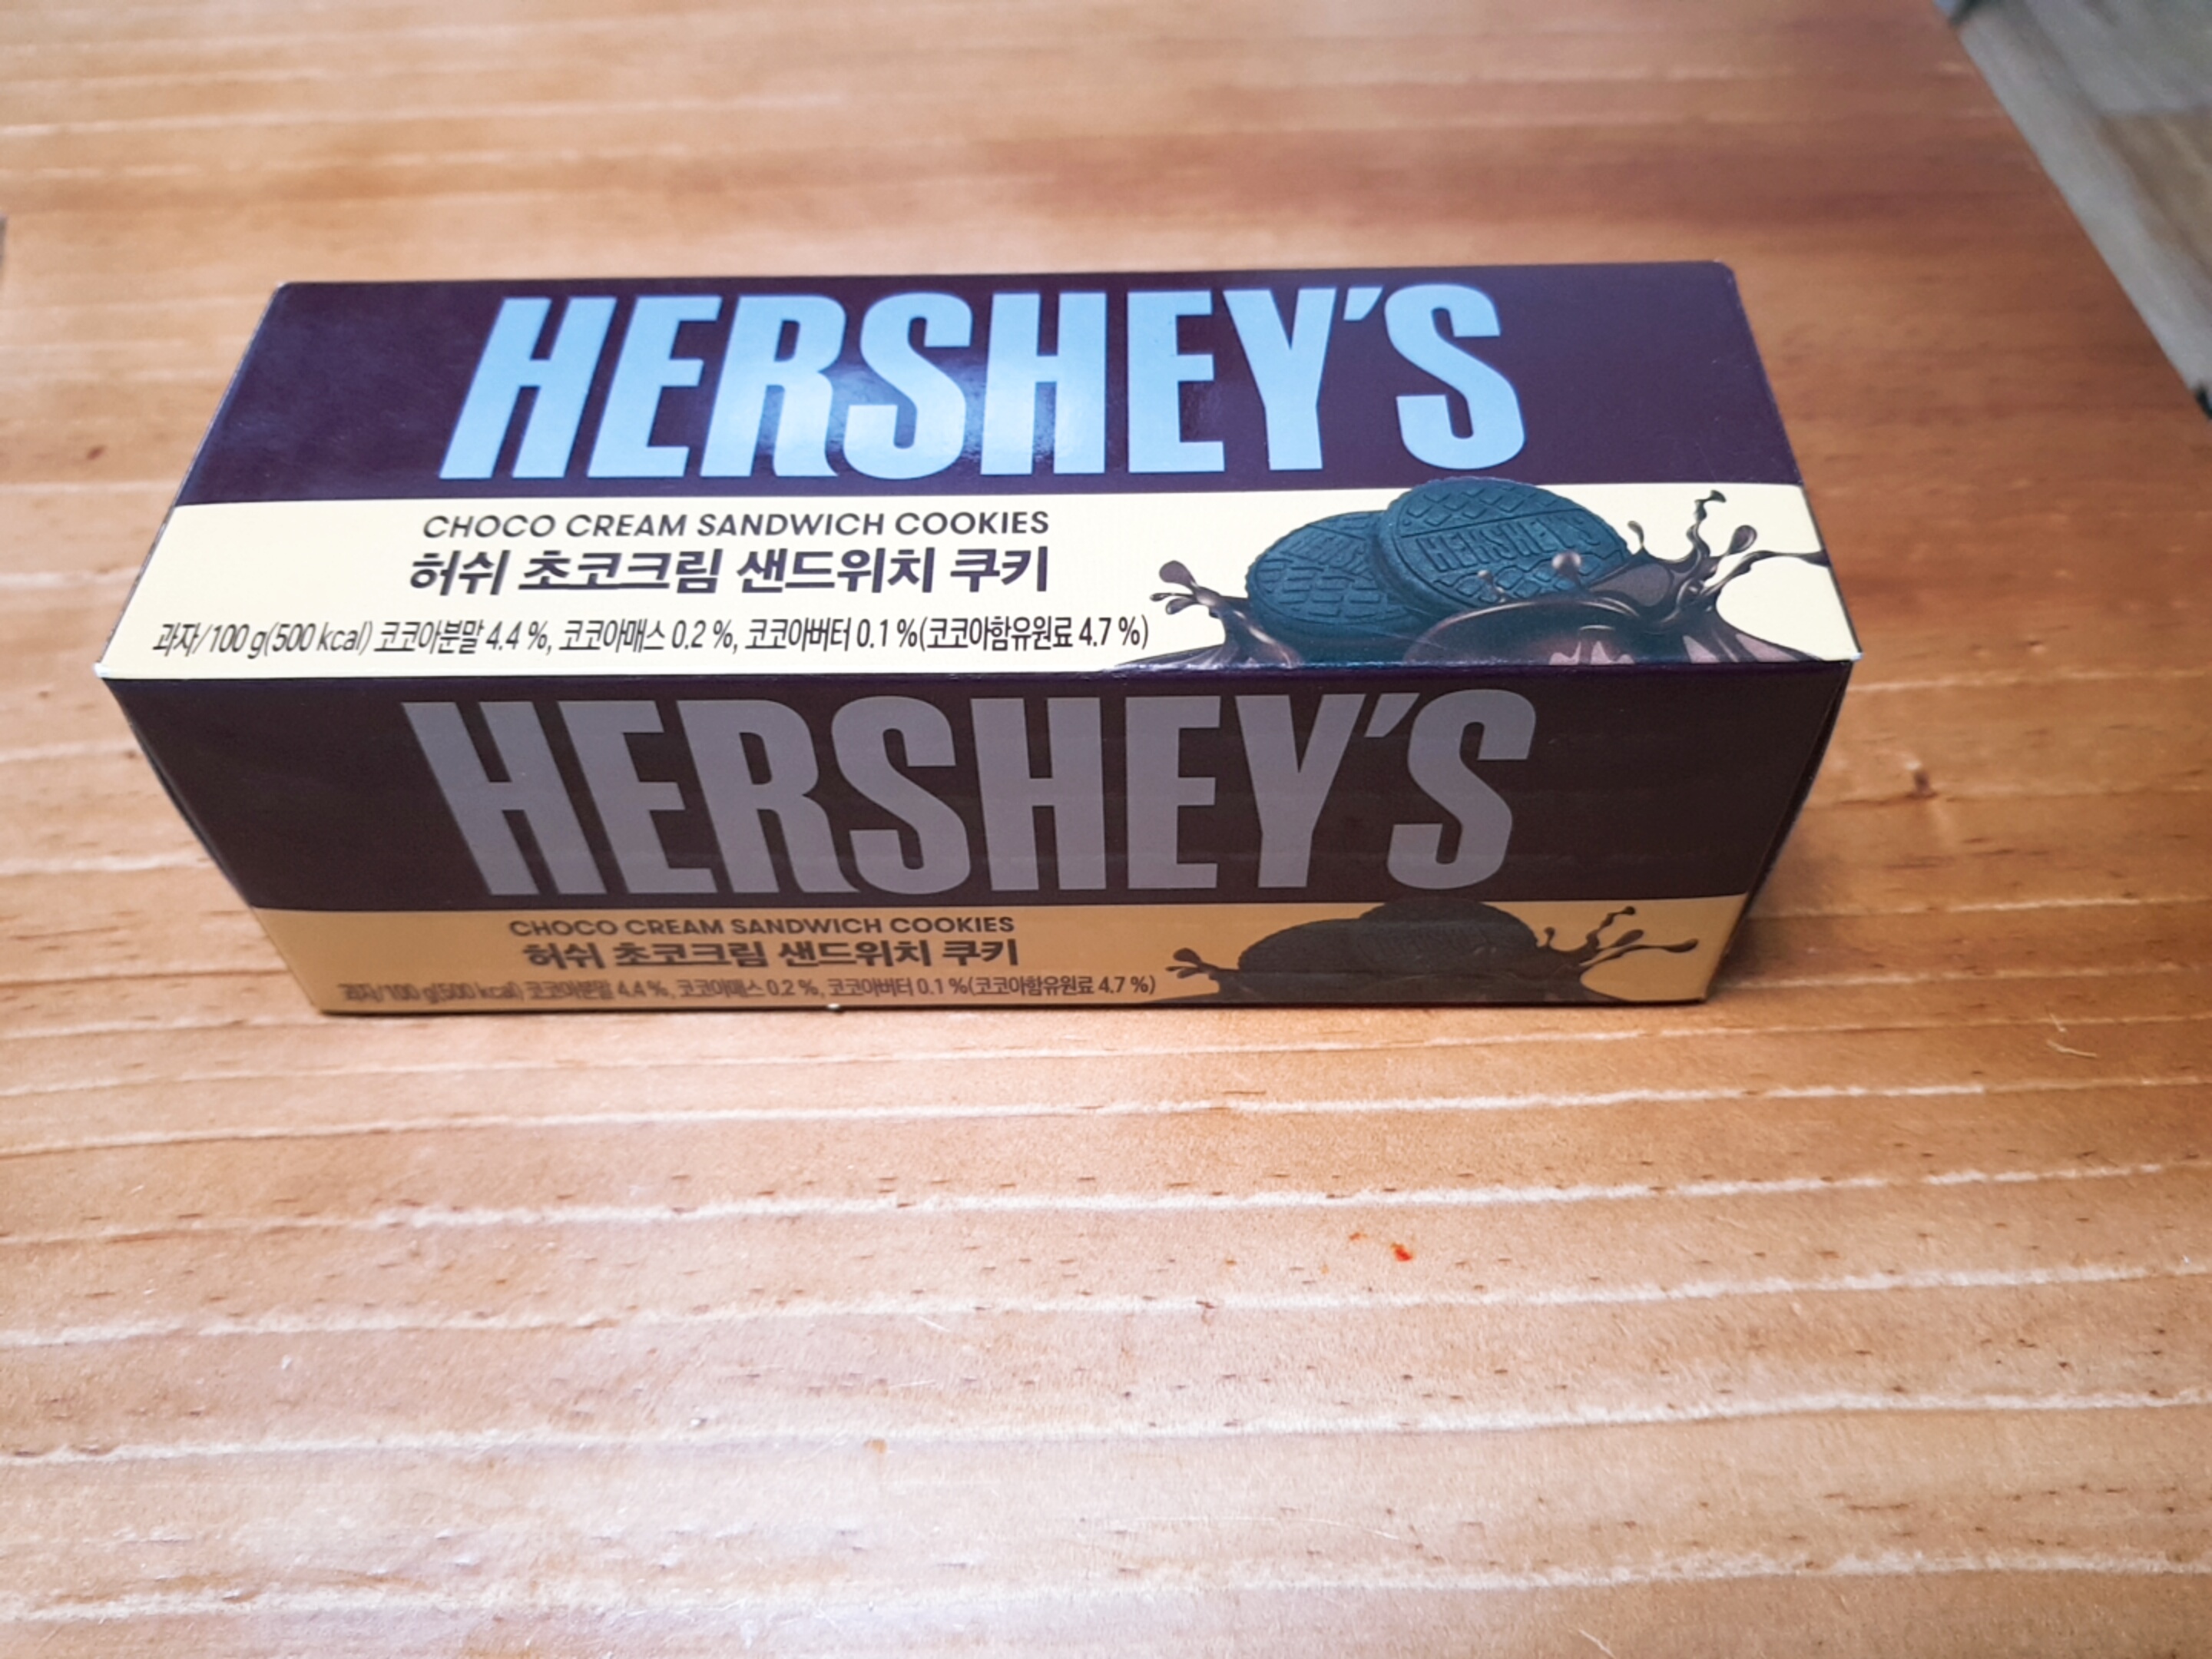 HERSHEY'S
CHOCO CREAM SANDWICH COOKIES
허쉬 초코크림 샌드위치 쿠키
과자/100 g(500 kcal) 코코아분말 4.4 %, 코코아매스 0.2 %, 코코아버터 0.1 %(코코아함유원료 4.7 %)
HERSHEY'S
HERSHEY'S
CHOCO CREAM SANDWICH COOKIES
허쉬 초코크림 샌드위치 쿠키
과자/100 g(500 kcal) 코코아분말 4.4 %, 코코아매스 0.2 %, 코코아버터 0.1 %(코코아함유원료 4.7 %)